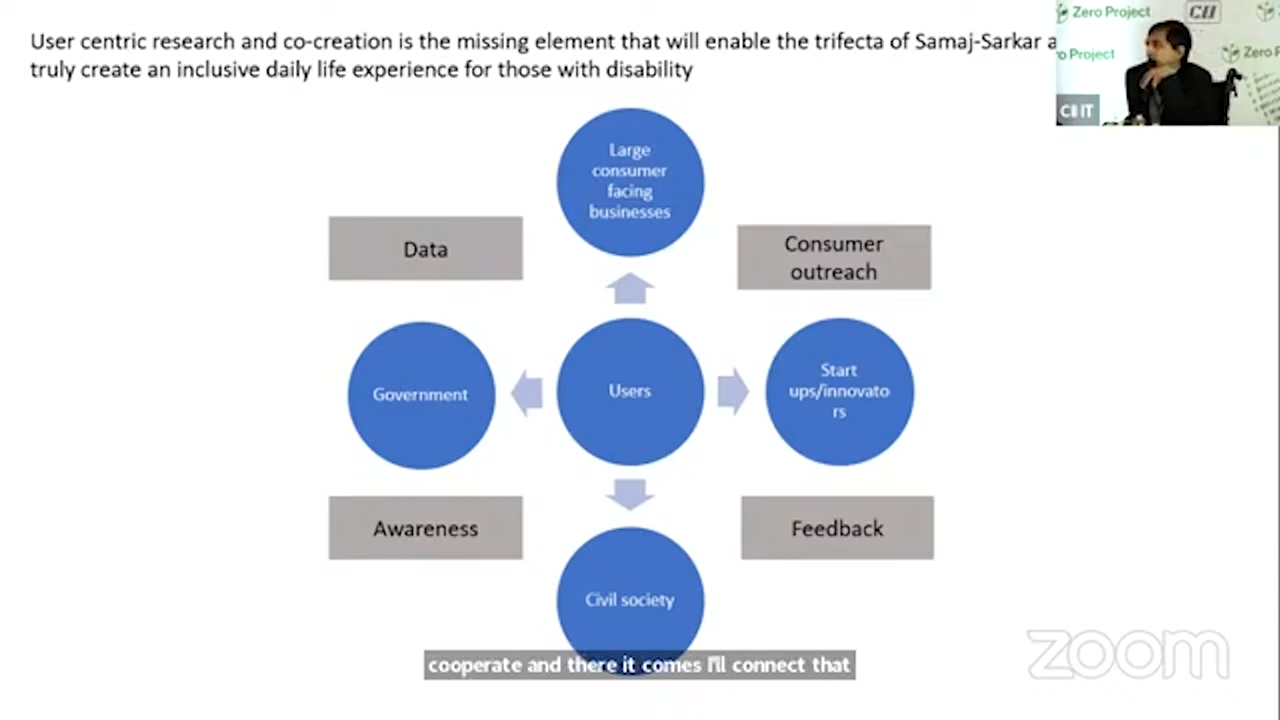 User centric research and co-creation is the missing element that will enable the trifecta of Samaj-Sarkar a
truly create an inclusive daily life experience for those with disability
Zero Project
CII
Zero Project
Zero P
CII IT
Large
consumer
facing
businesses
Data
Consumer
outreach
Government
Users
Start
ups/innovato
rs
Awareness
Feedback
Civil society
cooperate and there it comes I'll connect that
zoom